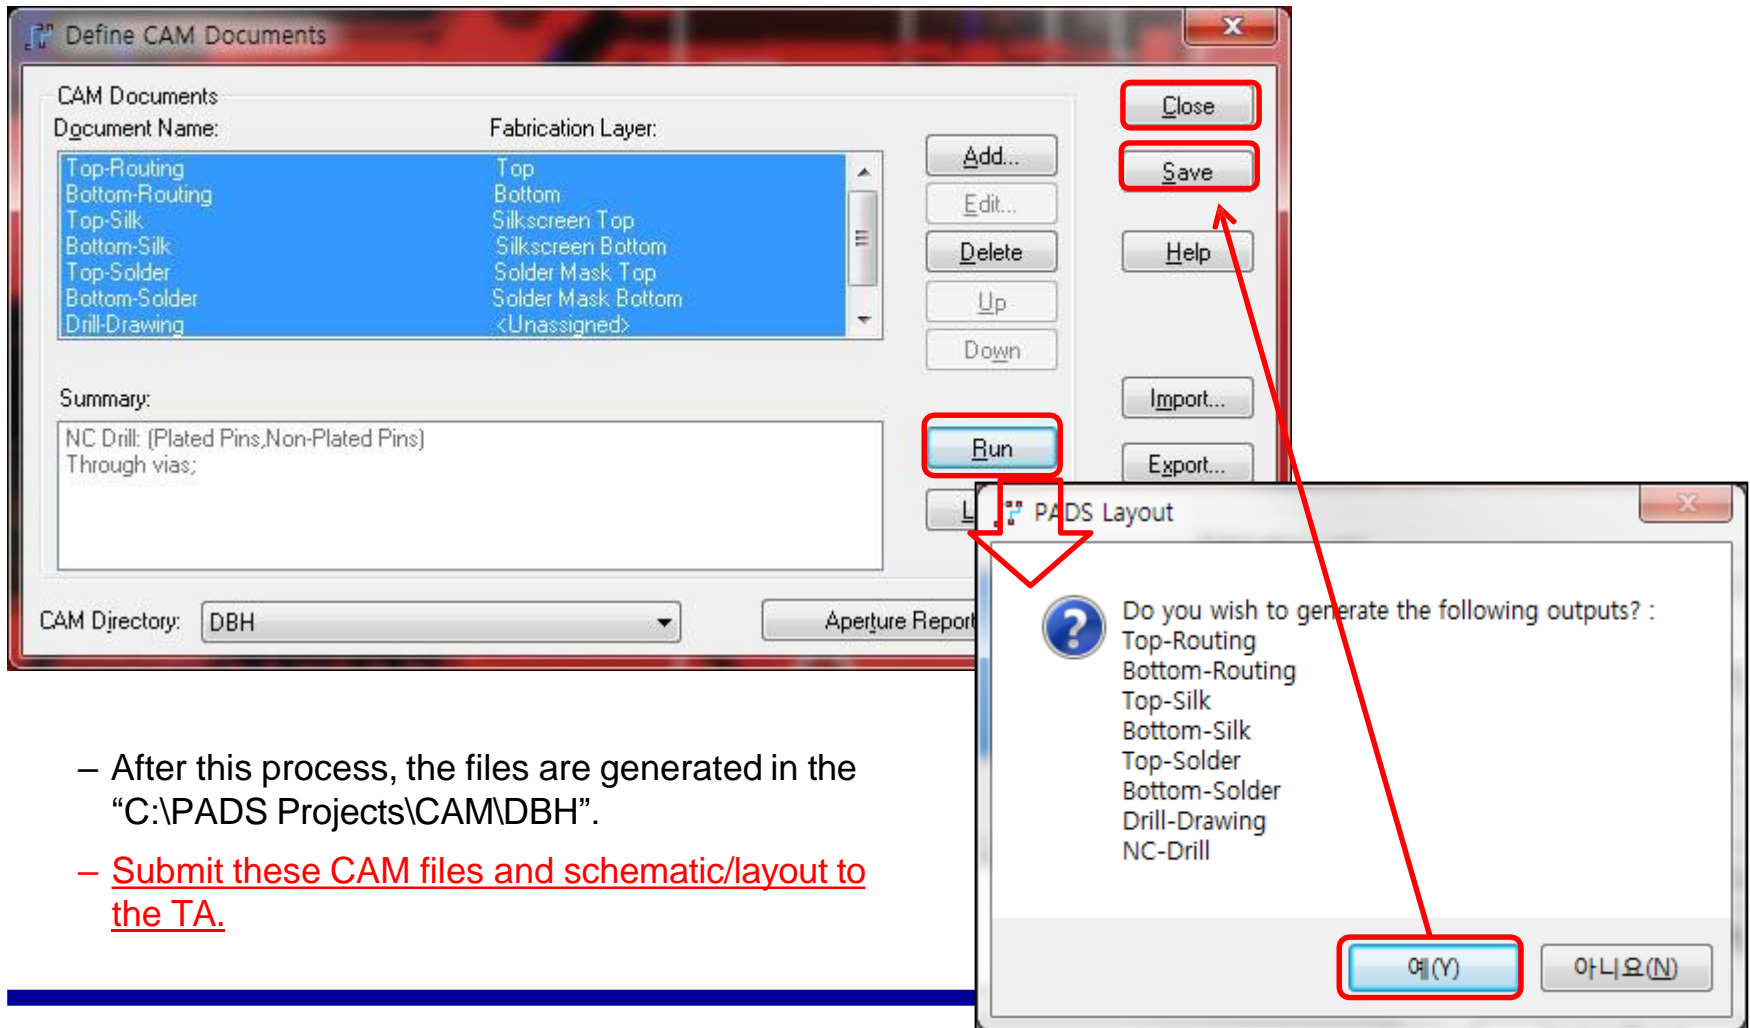 Define CAM Documents
CAM Documents
Document Name: Fabrication Layer:
Top-Routing Top
Bottom-Routing Bottom
Top-Silk Silkscreen Top
Bottom-Silk Silkscreen Bottom
Top-Solder Solder Mask Top
Bottom-Solder Solder Mask Bottom
Drill-Drawing <Unassigned>
Summary:
NC Drill: (Plated Pins,Non-Plated Pins)
Through vias;
CAM Directory: DBH
Add...
Edit...
Delete
Up
Down
Run
L
Aperture Report
Close
Save
Help
Import...
Export...
PADS Layout
Do you wish to generate the following outputs? :
Top-Routing
Bottom-Routing
Top-Silk
Bottom-Silk
Top-Solder
Bottom-Solder
Drill-Drawing
NC-Drill
예(Y) 아니요(N)
– After this process, the files are generated in the
“C:\PADS Projects\CAM\DBH”.
– Submit these CAM files and schematic/layout to
the TA.